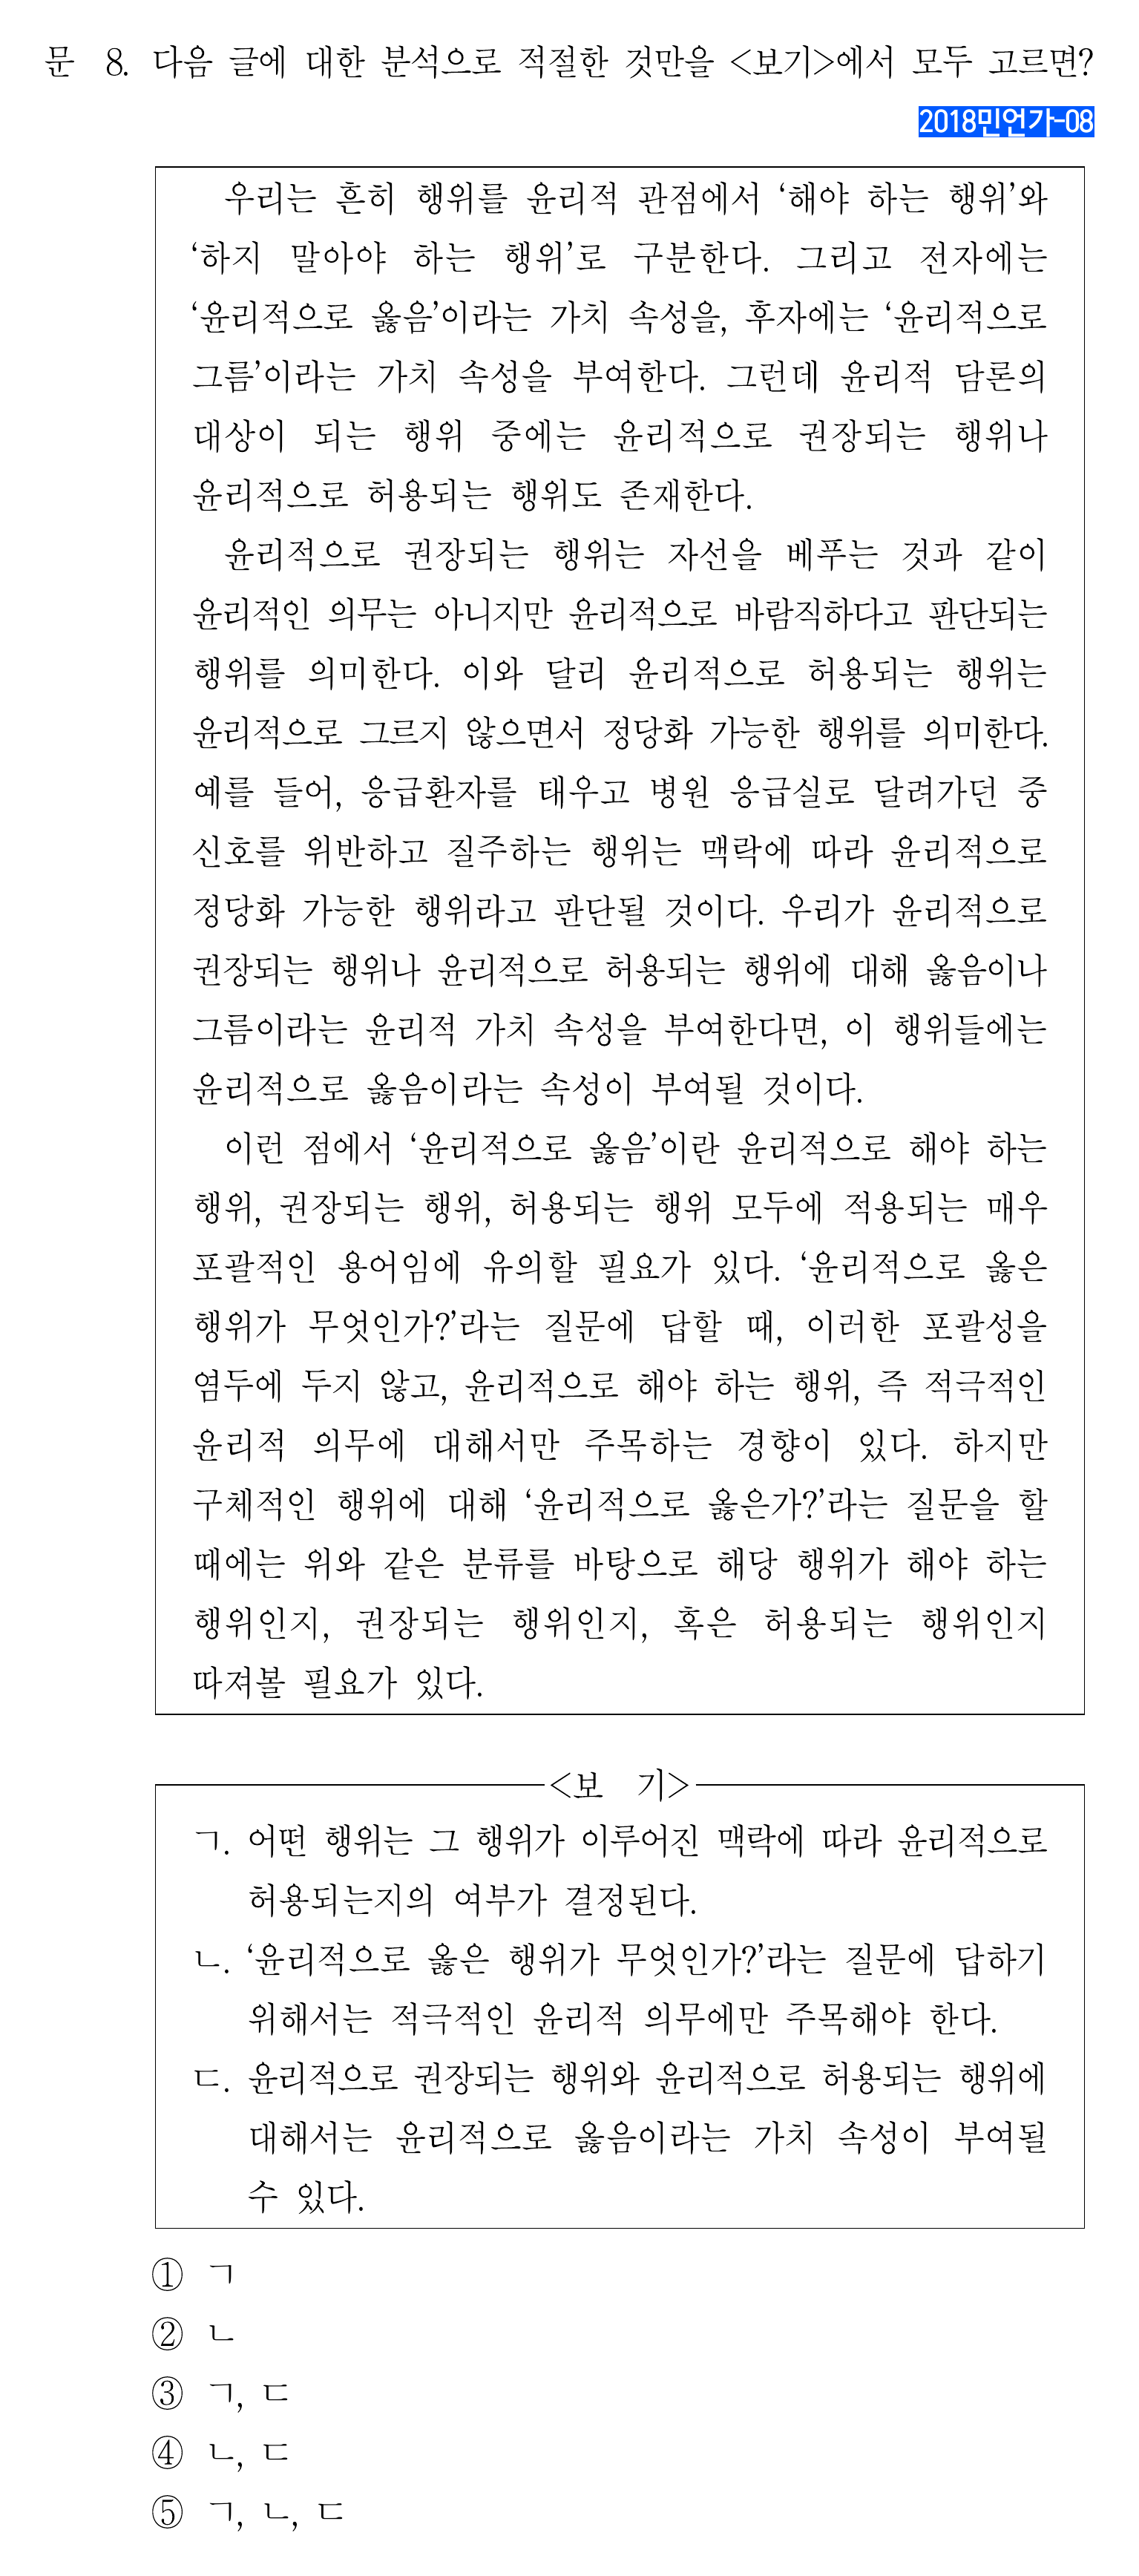 문 8. 다음 글에 대한 분석으로 적절한 것만을 <보기>에서 모두 고르면?
2018민언가-08
우리는 흔히 행위를 윤리적 관점에서 ‘해야 하는 행위’와
‘하지 말아야 하는 행위’로 구분한다. 그리고 전자에는
‘윤리적으로 옳음’이라는 가치 속성을, 후자에는 ‘윤리적으로
그름’이라는 가치 속성을 부여한다. 그런데 윤리적 담론의
대상이 되는 행위 중에는 윤리적으로 권장되는 행위나
윤리적으로 허용되는 행위도 존재한다.
윤리적으로 권장되는 행위는 자선을 베푸는 것과 같이
윤리적인 의무는 아니지만 윤리적으로 바람직하다고 판단되는
행위를 의미한다. 이와 달리 윤리적으로 허용되는 행위는
윤리적으로 그르지 않으면서 정당화 가능한 행위를 의미한다.
예를 들어, 응급환자를 태우고 병원 응급실로 달려가던 중
신호를 위반하고 질주하는 행위는 맥락에 따라 윤리적으로
정당화 가능한 행위라고 판단될 것이다. 우리가 윤리적으로
권장되는 행위나 윤리적으로 허용되는 행위에 대해 옳음이나
그름이라는 윤리적 가치 속성을 부여한다면, 이 행위들에는
윤리적으로 옳음이라는 속성이 부여될 것이다.
이런 점에서 ‘윤리적으로 옳음’이란 윤리적으로 해야 하는
행위, 권장되는 행위, 허용되는 행위 모두에 적용되는 매우
포괄적인 용어임에 유의할 필요가 있다. ‘윤리적으로 옳은
행위가 무엇인가?’라는 질문에 답할 때, 이러한 포괄성을
염두에 두지 않고, 윤리적으로 해야 하는 행위, 즉 적극적인
윤리적 의무에 대해서만 주목하는 경향이 있다. 하지만
구체적인 행위에 대해 ‘윤리적으로 옳은가?’라는 질문을 할
때에는 위와 같은 분류를 바탕으로 해당 행위가 해야 하는
행위인지, 권장되는 행위인지, 혹은 허용되는 행위인지
따져볼 필요가 있다.
<보 기>
ㄱ. 어떤 행위는 그 행위가 이루어진 맥락에 따라 윤리적으로
허용되는지의 여부가 결정된다.
ㄴ. ‘윤리적으로 옳은 행위가 무엇인가?’라는 질문에 답하기
위해서는 적극적인 윤리적 의무에만 주목해야 한다.
ㄷ. 윤리적으로 권장되는 행위와 윤리적으로 허용되는 행위에
대해서는 윤리적으로 옳음이라는 가치 속성이 부여될
수 있다.
① ㄱ
② ㄴ
③ ㄱ, ㄷ
④ ㄴ, ㄷ
⑤ ㄱ, ㄴ, ㄷ